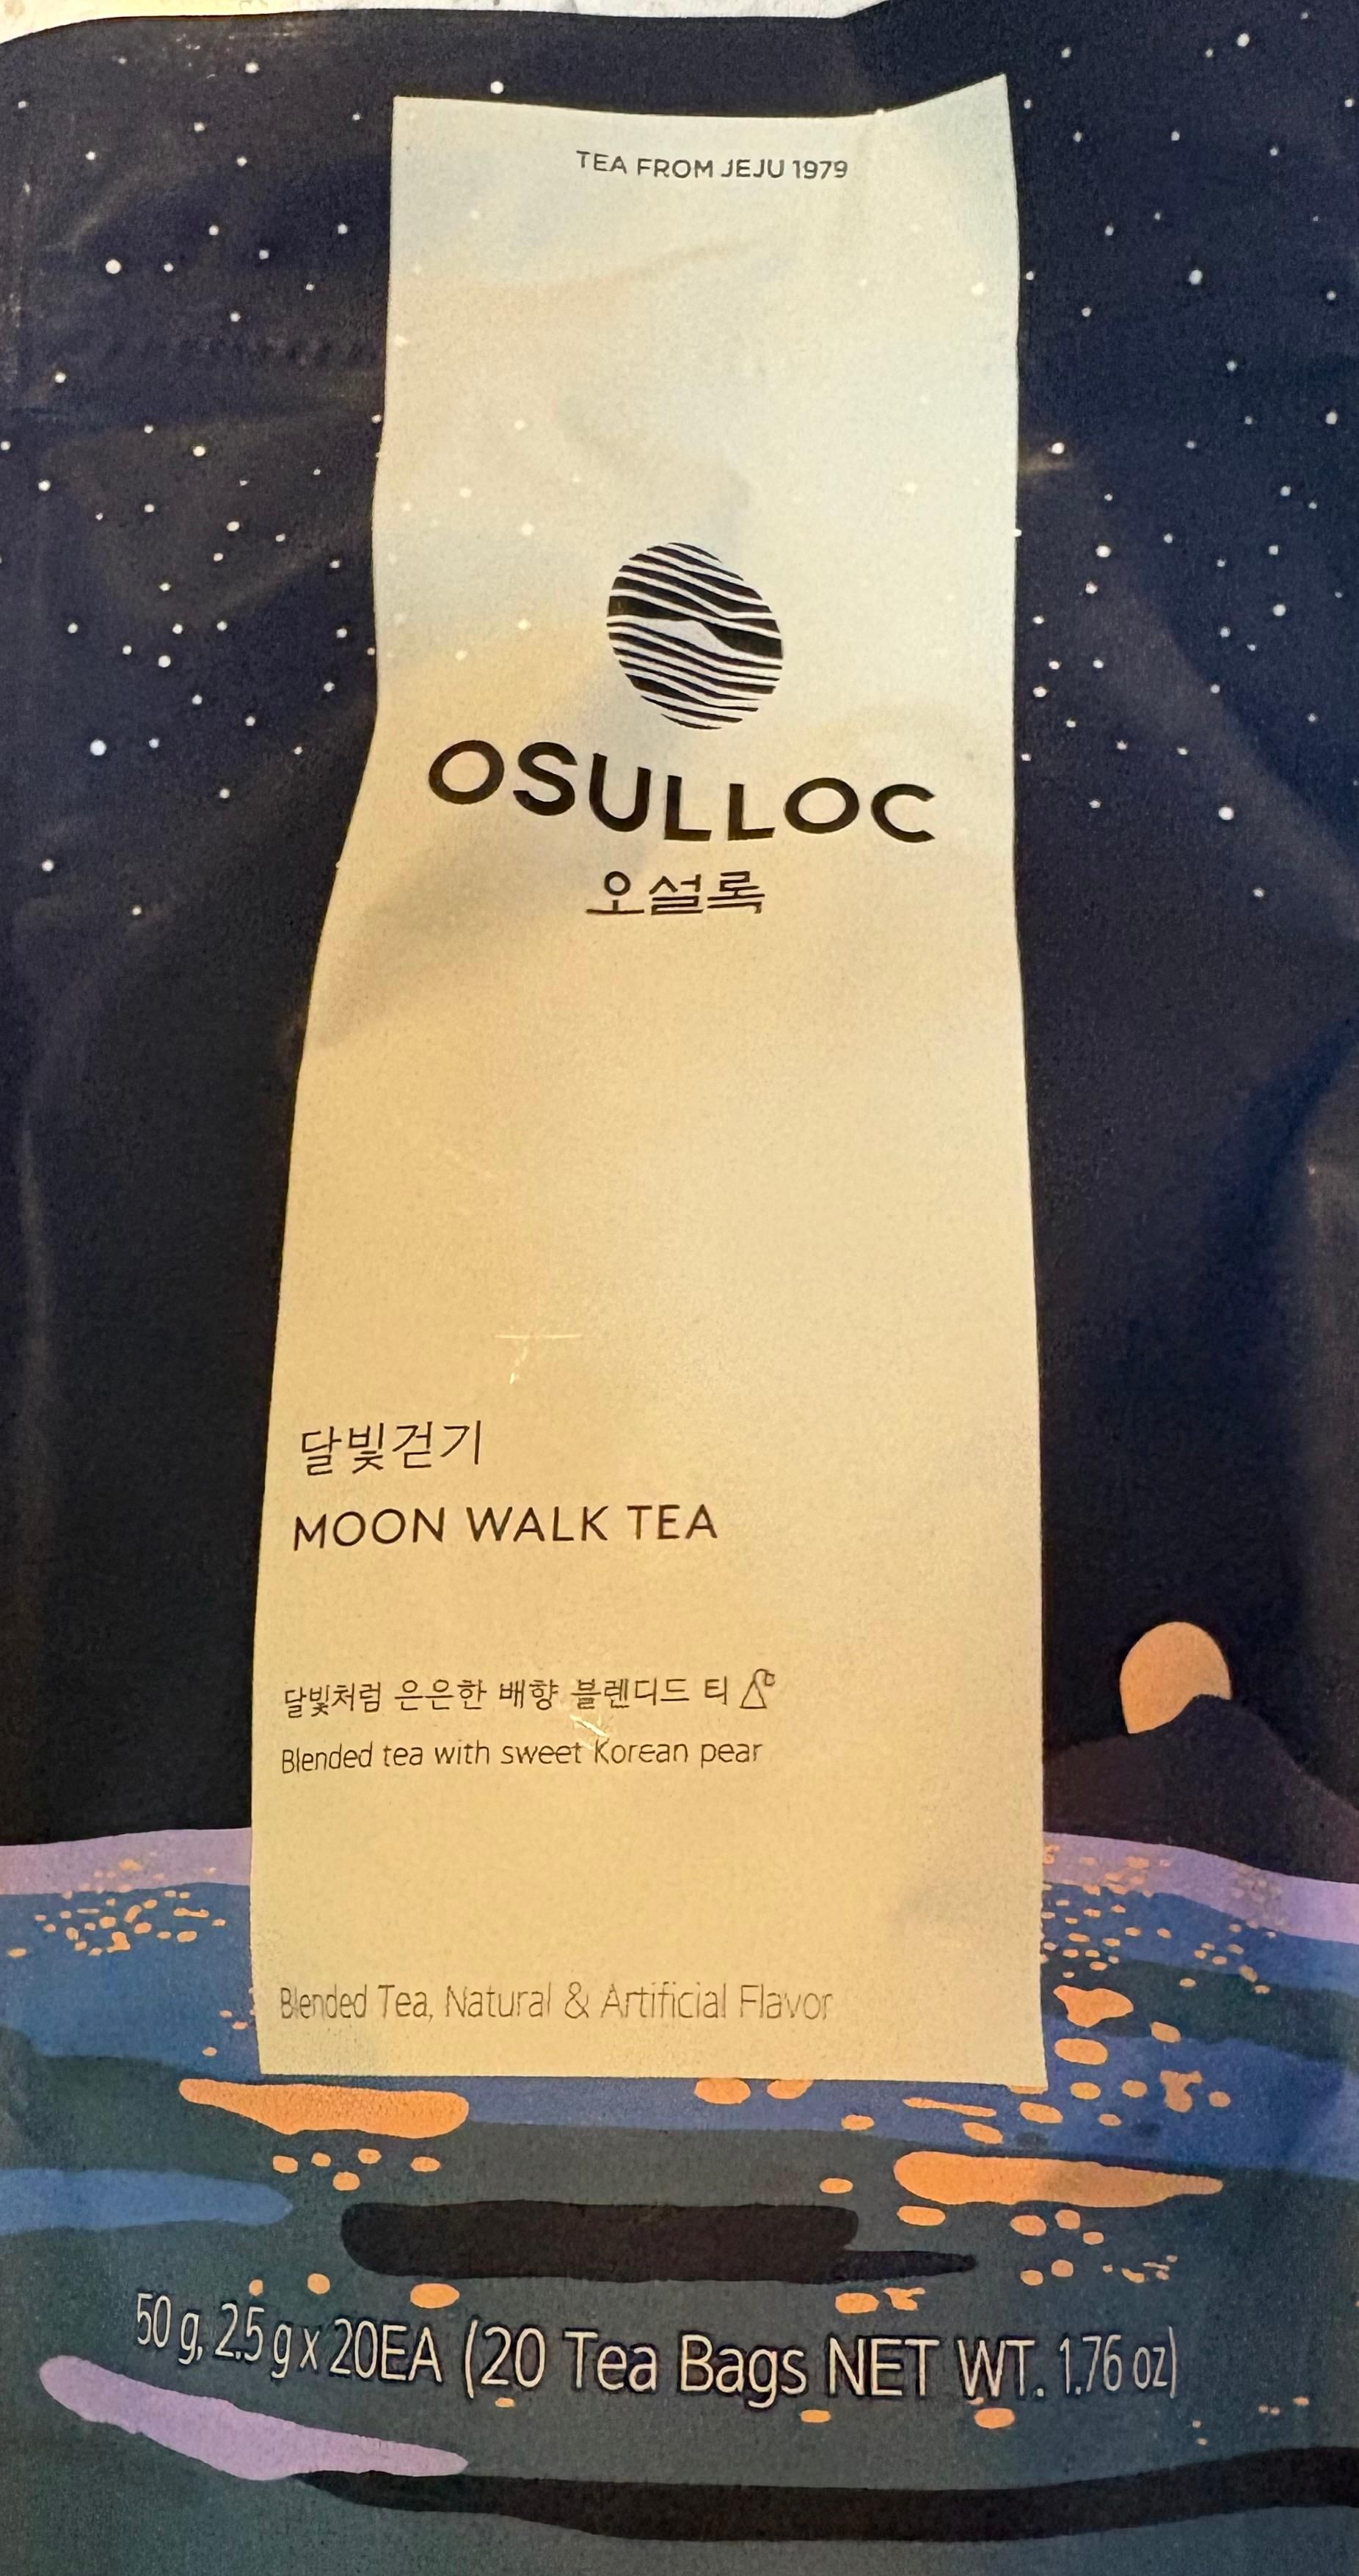 TEA FROM JEJU 1979
OSULLOC
오설록
달빛걷기
MOON WALK TEA
달빛처럼 은은한 배향 블렌디드 티
Blended tea with sweet Korean pear
Blended Tea, Natural & Artificial Flavor
50 g, 2.5 g x 20EA (20 Tea Bags NET WT. 1.76 oz)